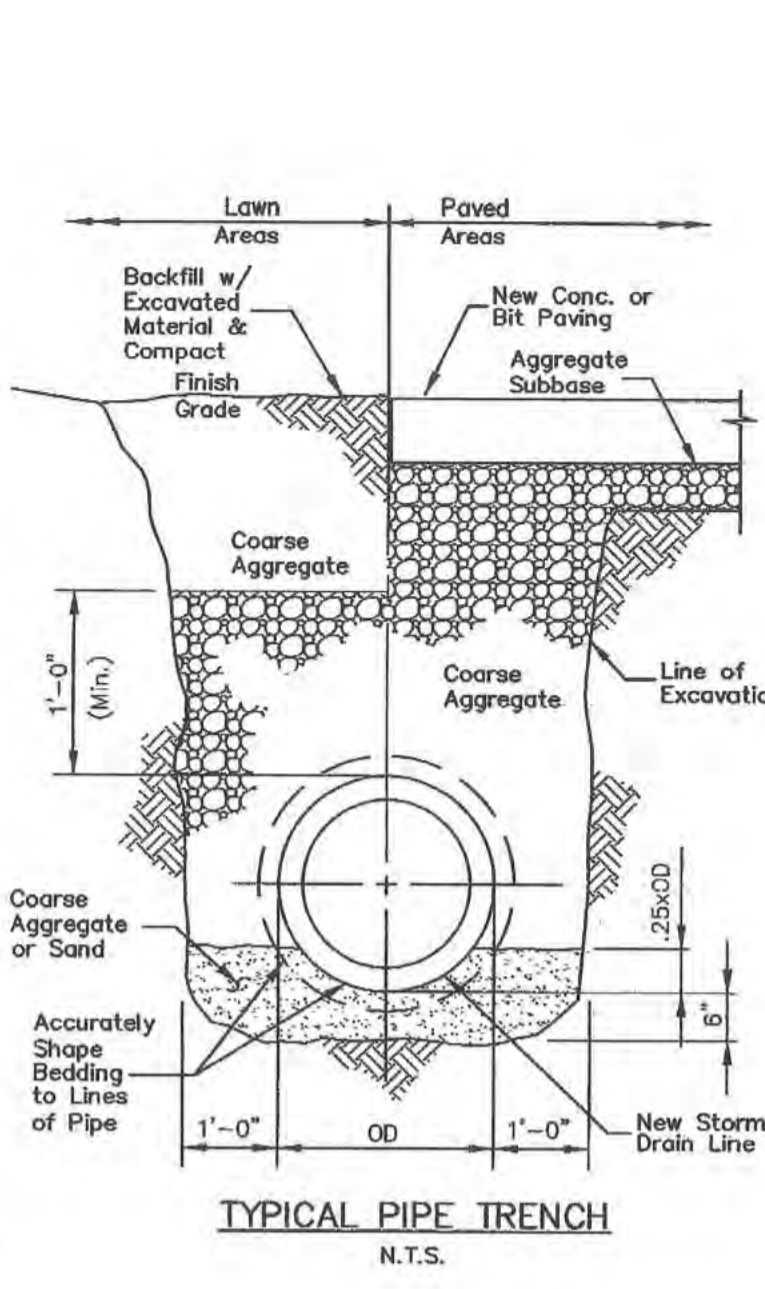 Lawn
Areas
Paved
Areas
Backfill w/
Excavated
Material &
Compact
Finish
Grade
New Conc. or
Bit Paving
Aggregate
Subbase
Coarse
Aggregate
1'-0"
(Min.)
Coarse
Aggregate
Line of
Excavatio
Coarse
Aggregate
or Sand
.25xOD
6"
Accurately
Shape
Bedding
to Lines
of Pipe
1'-0"
OD
1'-0"
New Storm
Drain Line
TYPICAL PIPE TRENCH
N.T.S.